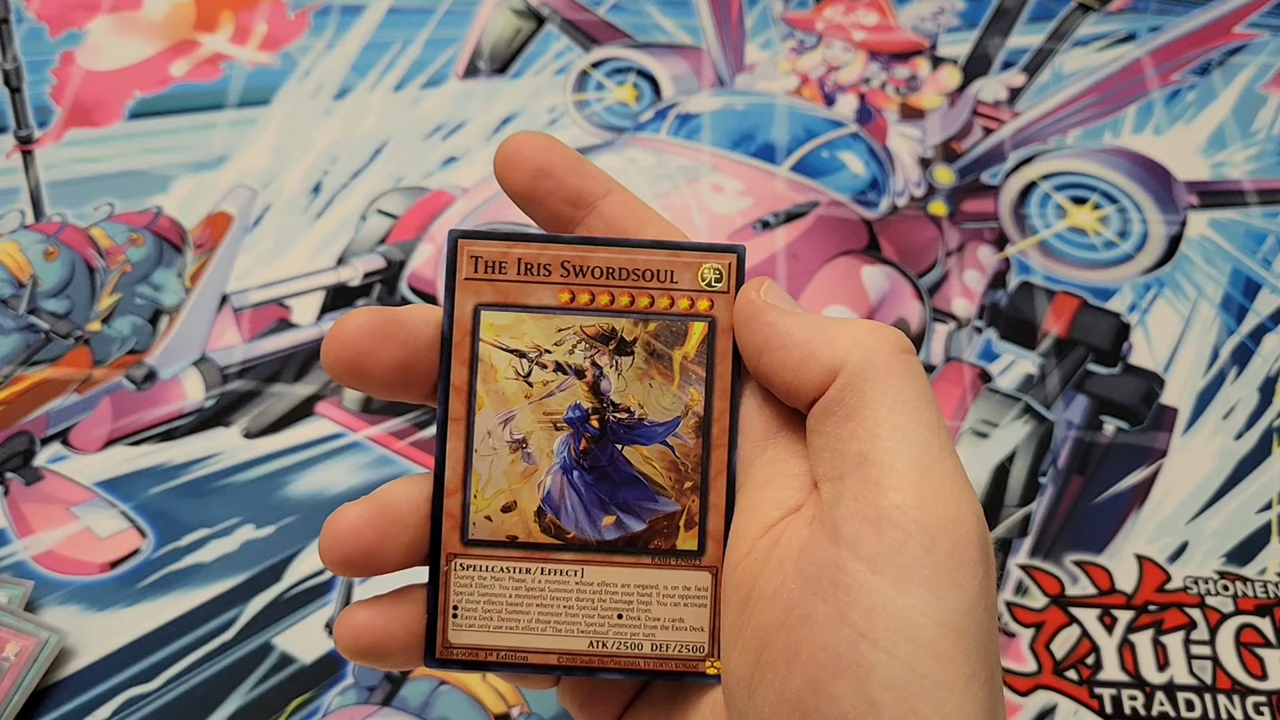 THE IRIS SWORDSOUL
光
RA01-EN023
[SPELLCASTER/EFFECT]
During the Main Phase, if a monster, whose effects are negated, is on the field
(Quick Effect): You can Special Summon this card from your hand. If your opponent
Special Summons a monster(s) (except during the Damage Step): You can activate
1 of these effects based on where it was Special Summoned from.
● Hand: Special Summon 1 monster from your hand. ● Deck: Draw 2 cards.
● Extra Deck: Destroy 1 of those monsters Special Summoned from the Extra Deck.
You can only use each effect of "The Iris Swordsoul" once per turn.
ATK/2500 DEF/2500
62849088 1st Edition ©2020 Studio Dice/SHUEISHA, TV TOKYO, KONAMI
SHONEN
Yu-G
TRADING